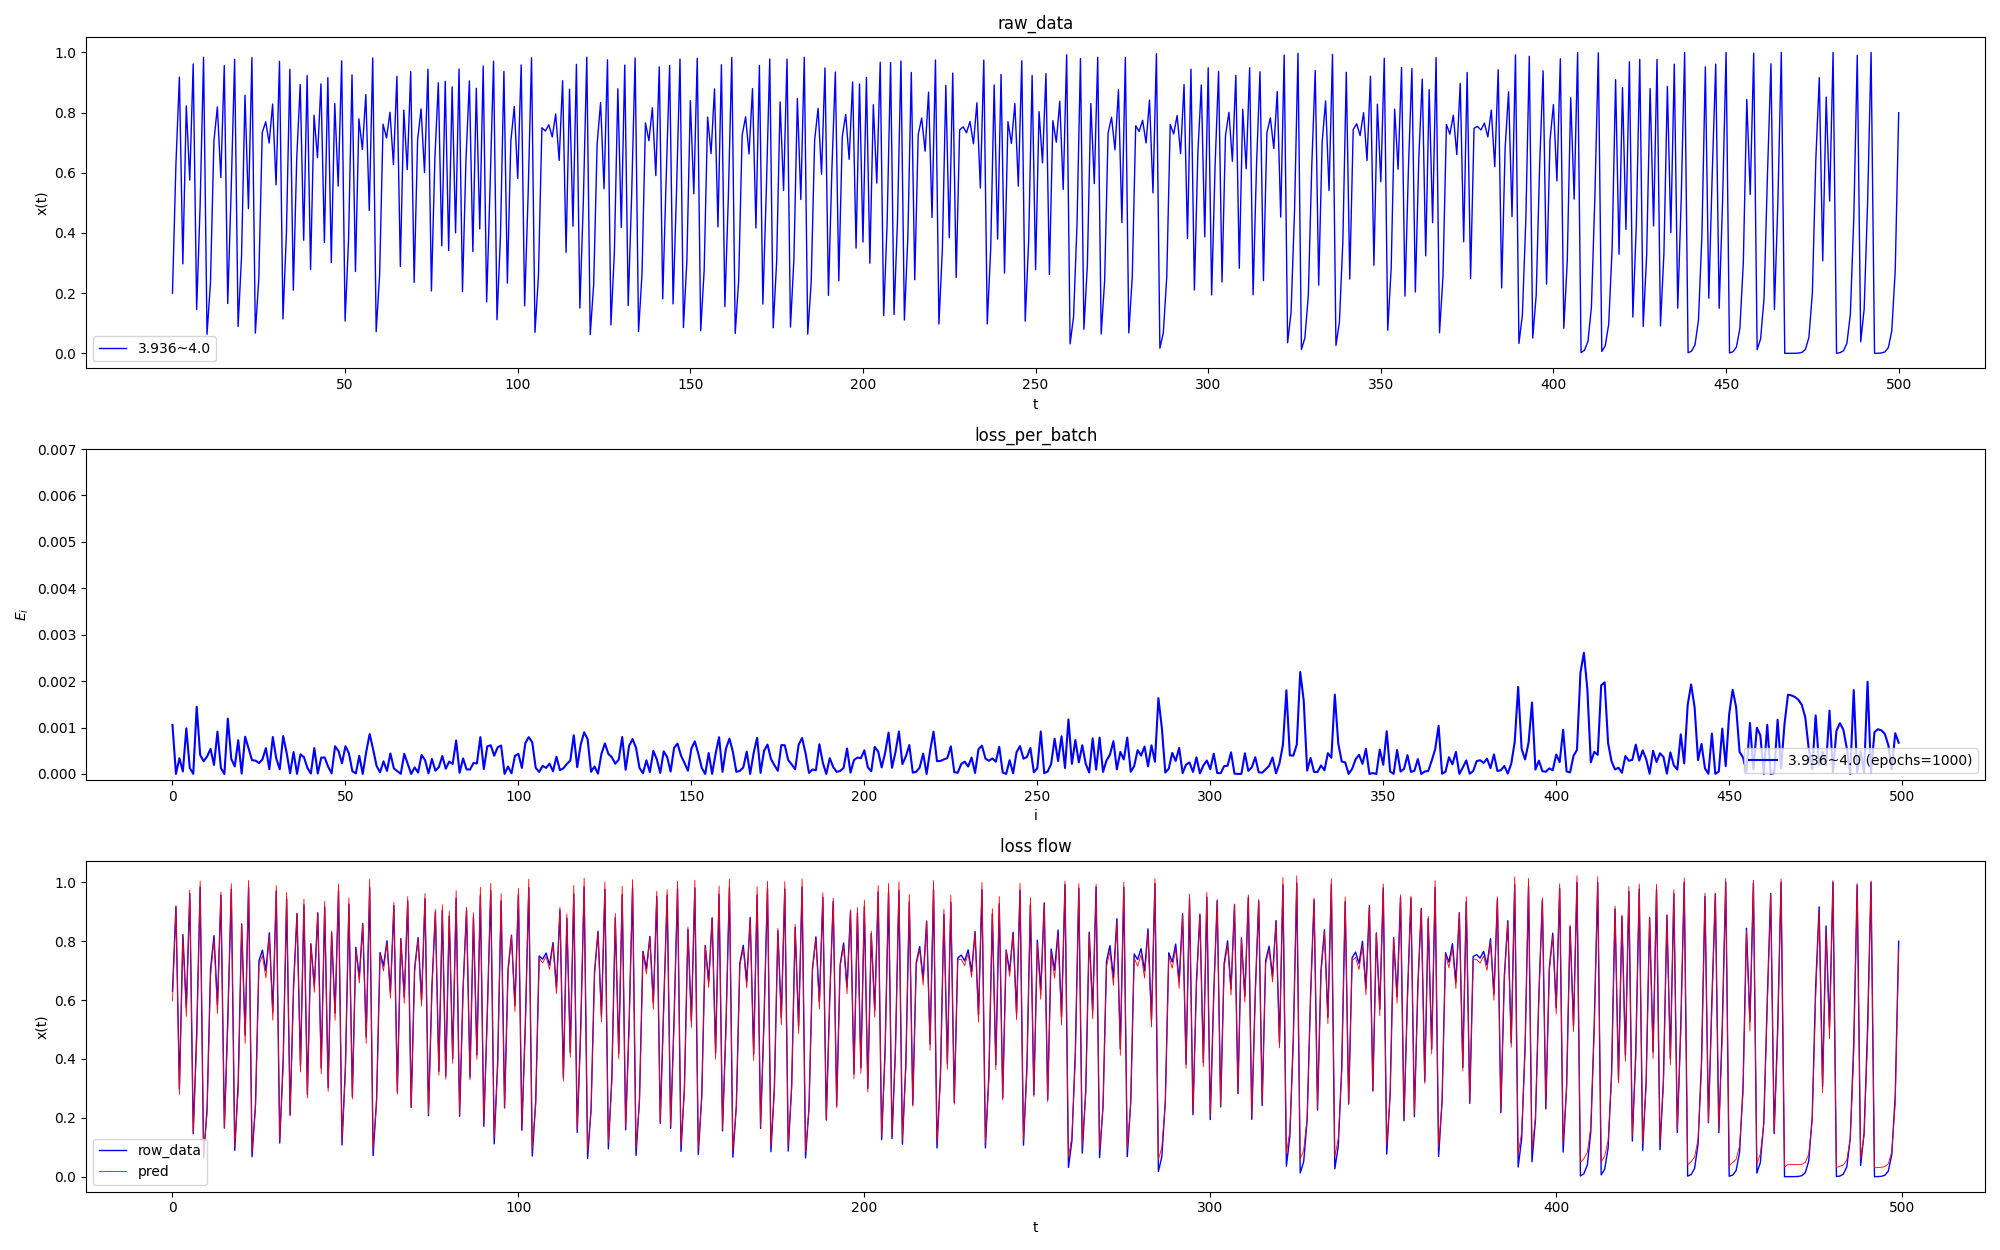 raw_data
1.0
0.8
0.6
0.4
0.2
0.0
x(t)
3.936~4.0
50 100 150 200 250 300 350 400 450 500
t
loss_per_batch
0.007
0.006
0.005
0.004
0.003
0.002
0.001
0.000
E_i
3.936~4.0 (epochs=1000)
0 50 100 150 200 250 300 350 400 450 500
i
loss flow
1.0
0.8
0.6
0.4
0.2
0.0
x(t)
row_data
pred
0 100 200 300 400 500
t